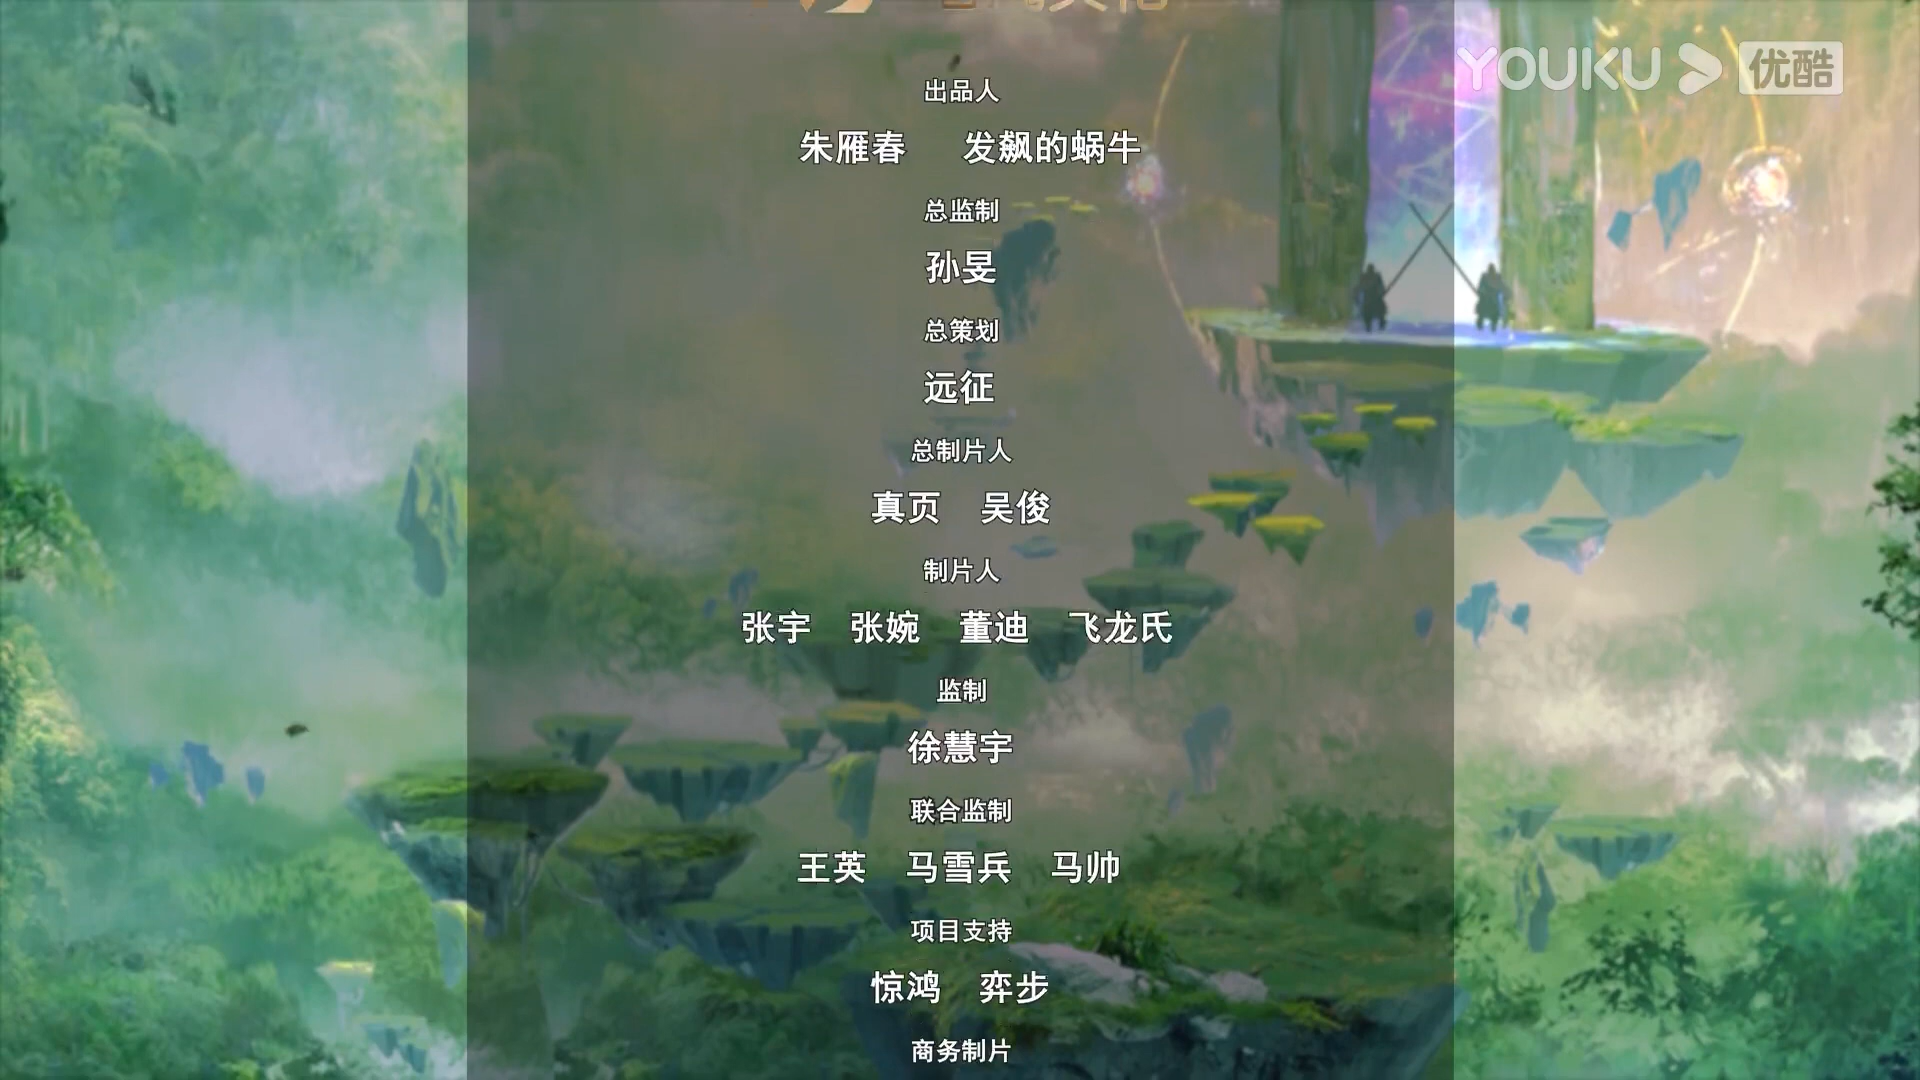 YOUKU 优酷
出品人
朱雁春 发飙的蜗牛
总监制
孙旻
总策划
远征
总制片人
真页 吴俊
制片人
张宇 张婉 董迪 飞龙氏
监制
徐慧宇
联合监制
王英 马雪兵 马帅
项目支持
惊鸿 弈步
商务制片